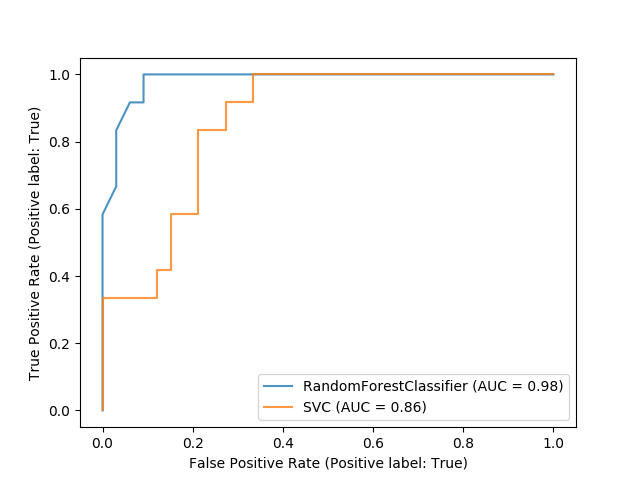 1.0
0.8
0.6
0.4
0.2
0.0
True Positive Rate (Positive label: True)
RandomForestClassifier (AUC = 0.98)
SVC (AUC = 0.86)
0.0 0.2 0.4 0.6 0.8 1.0
False Positive Rate (Positive label: True)